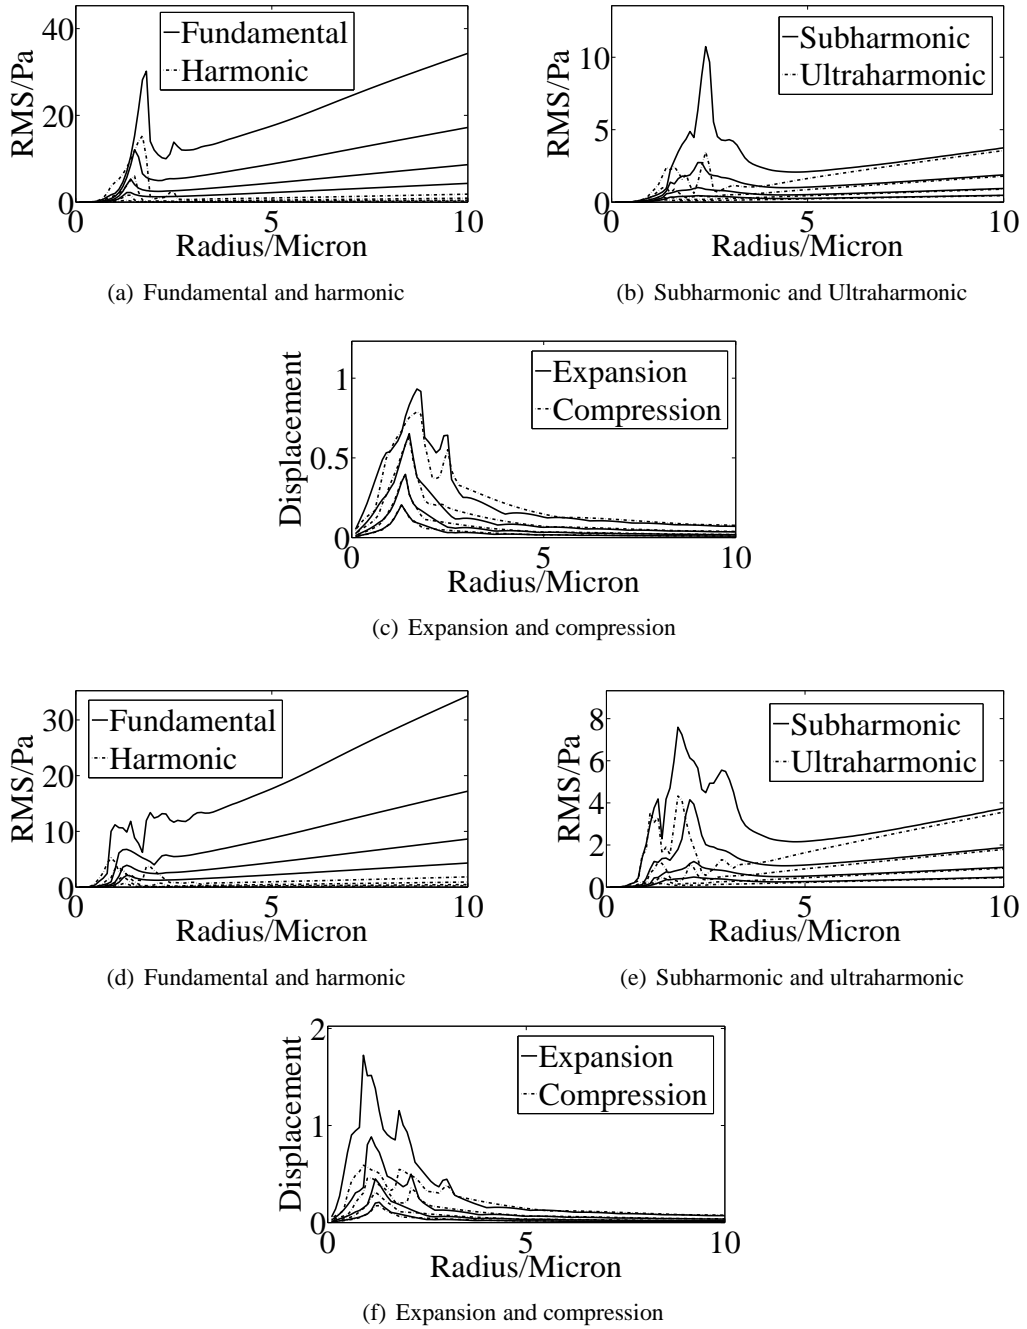 40
20
0
RMS/Pa
Fundamental
Harmonic
0
5
10
Radius/Micron
(a) Fundamental and harmonic
10
5
0
RMS/Pa
Subharmonic
Ultraharmonic
0
5
10
Radius/Micron
(b) Subharmonic and Ultraharmonic
1
0.5
0
Displacement
Expansion
Compression
0
5
10
Radius/Micron
(c) Expansion and compression
30
20
10
0
RMS/Pa
Fundamental
Harmonic
0
5
10
Radius/Micron
(d) Fundamental and harmonic
8
6
4
2
0
RMS/Pa
Subharmonic
Ultraharmonic
0
5
10
Radius/Micron
(e) Subharmonic and ultraharmonic
2
1
0
Displacement
Expansion
Compression
0
5
10
Radius/Micron
(f) Expansion and compression